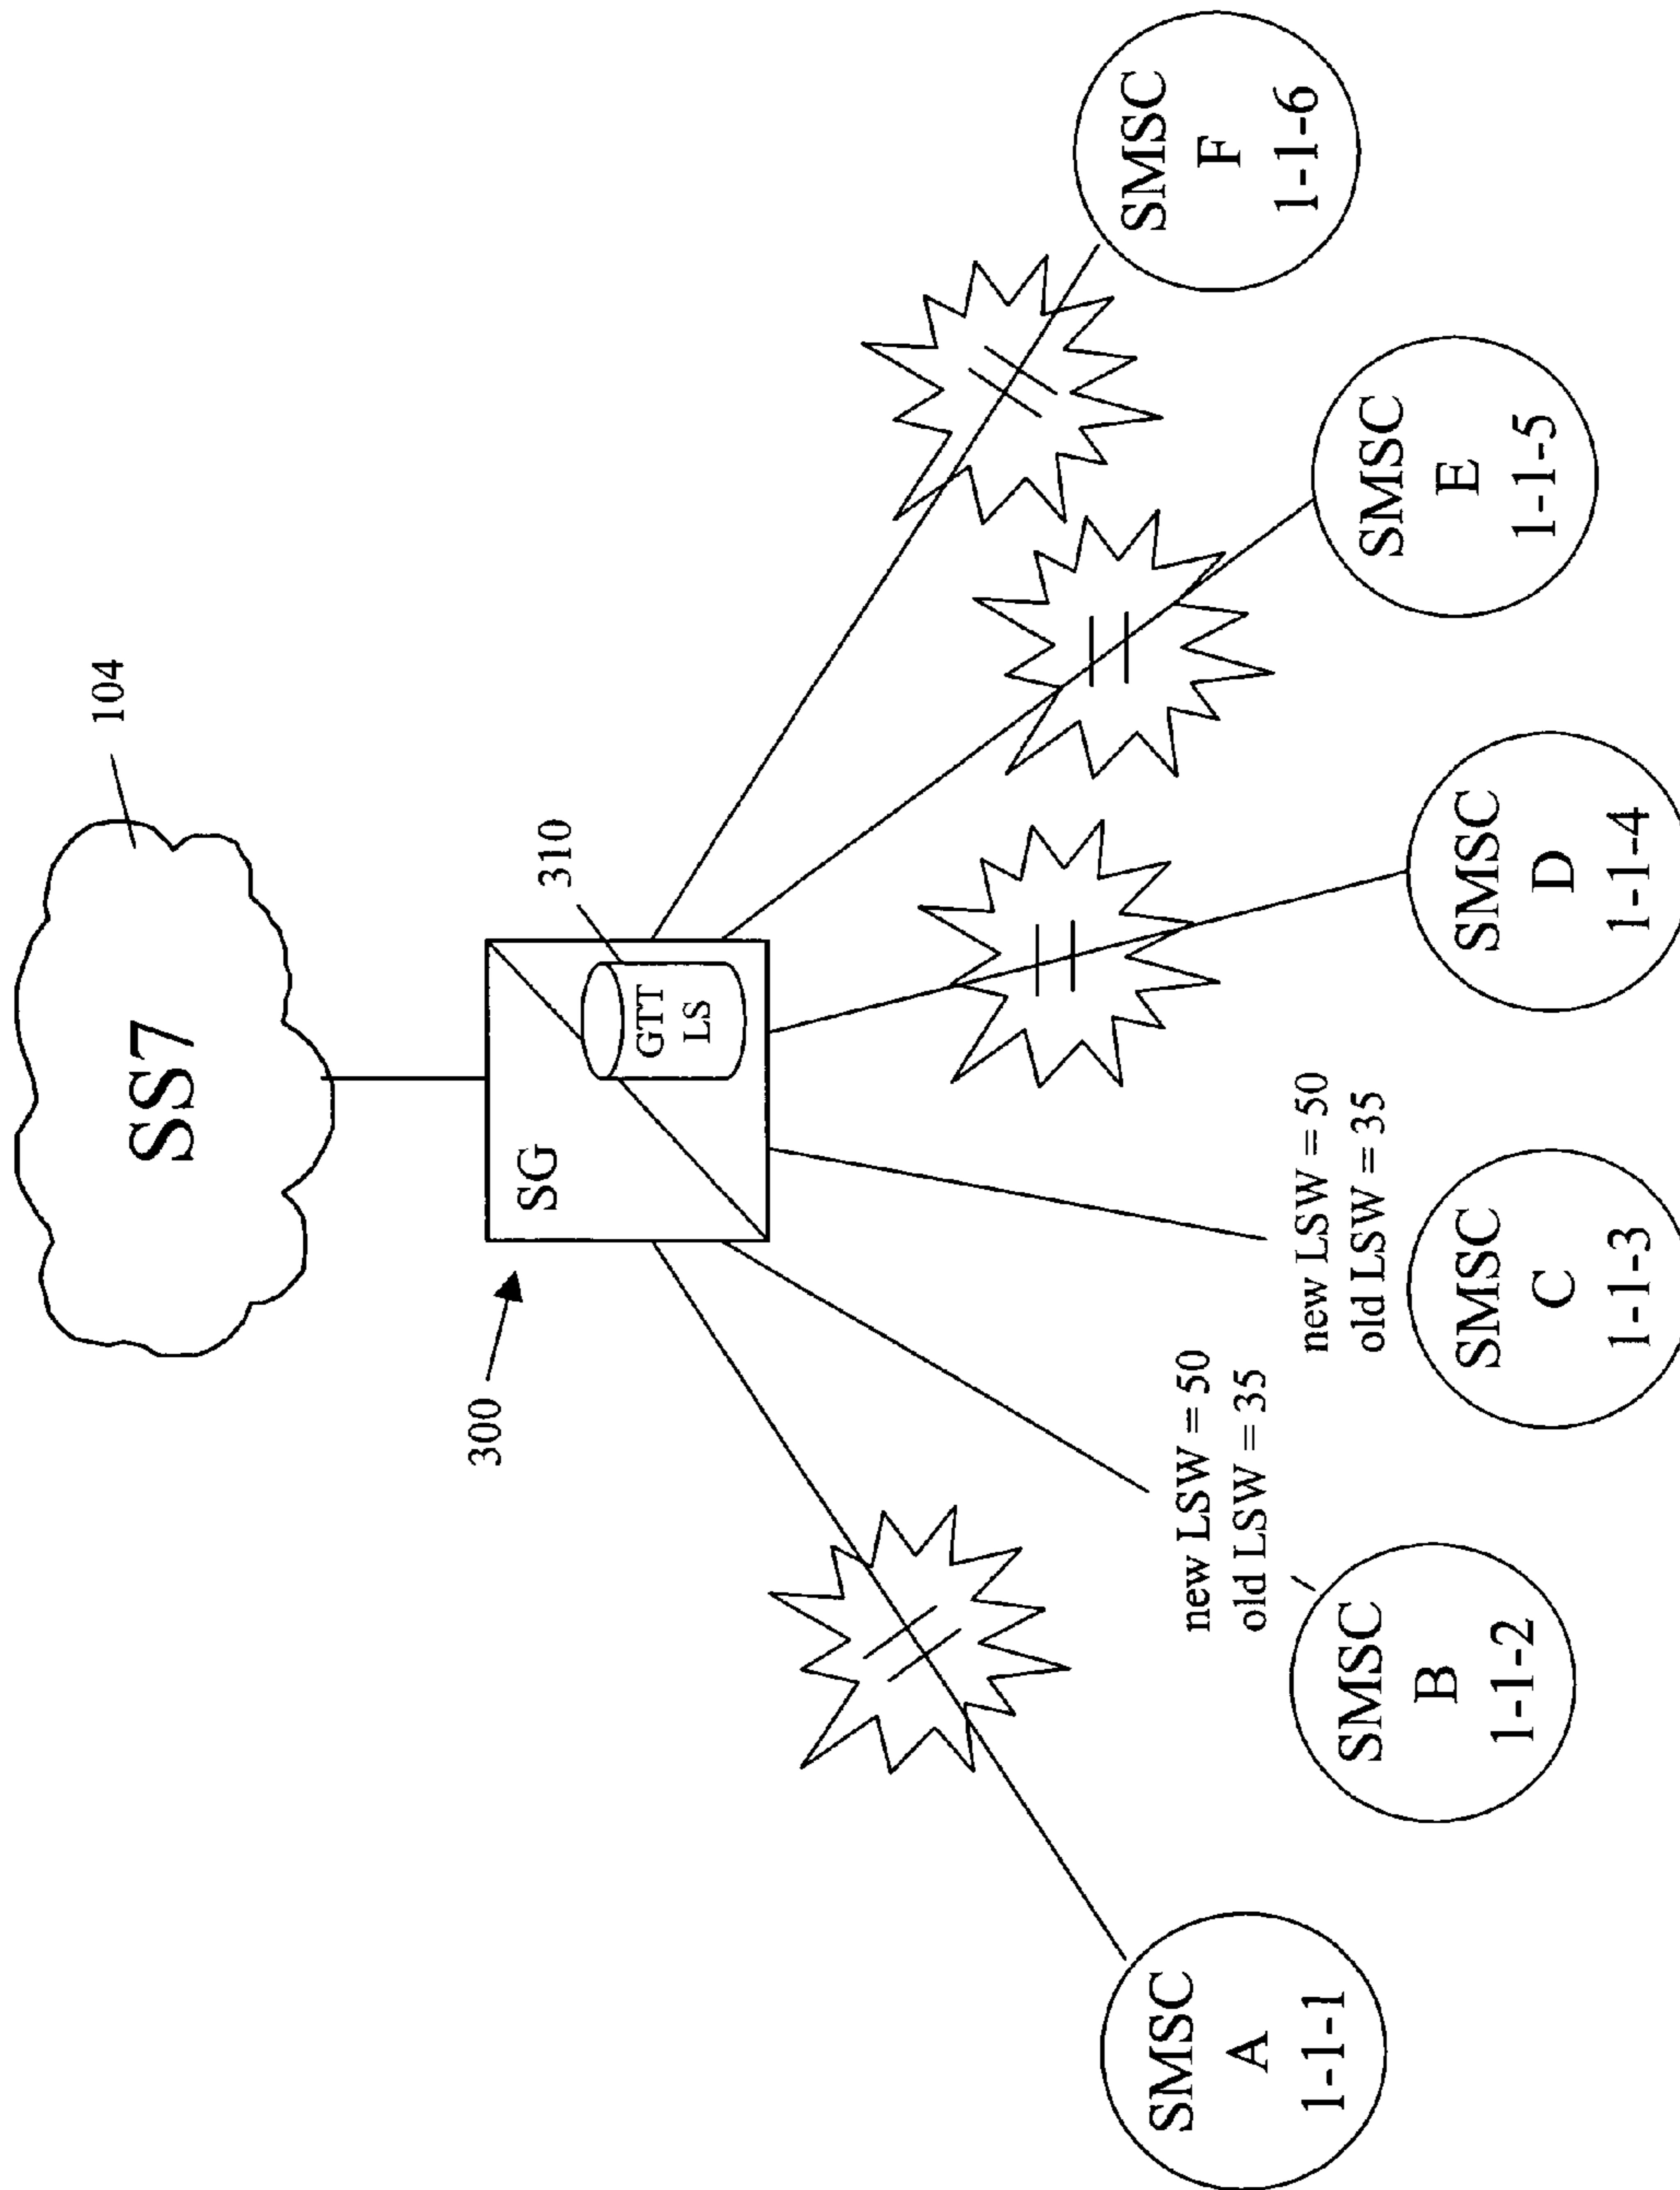 SS7
104
300
SG
310
GTT
LS
new LSW = 50
old LSW = 35
new LSW = 50
old LSW = 35
SMSC
A
1-1-1
SMSC
B
1-1-2
SMSC
C
1-1-3
SMSC
D
1-1-4
SMSC
E
1-1-5
SMSC
F
1-1-6